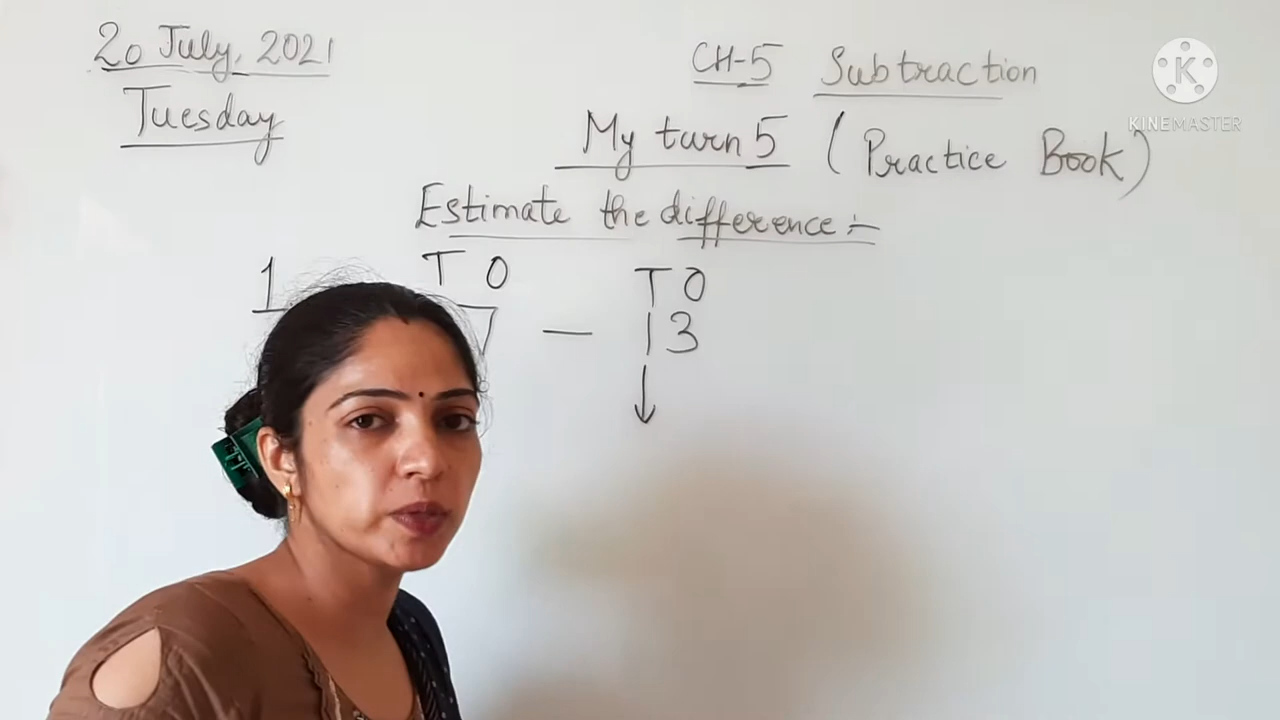 20 July, 2021
Tuesday
CH-5 Subtraction
My turn 5 (Practice Book)
Estimate the difference :-
1. T O T O
7 - 13
K
KINEMASTER